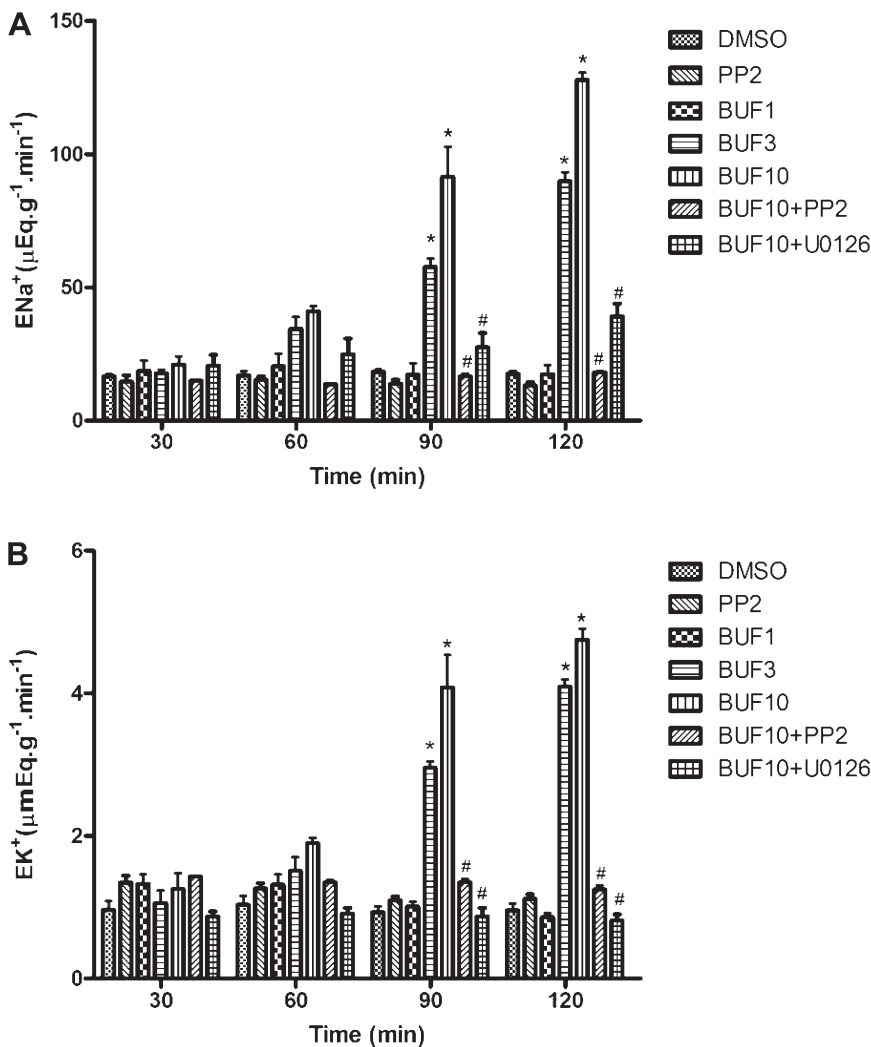 A
150
100
50
0
ENa⁺(μEq.g⁻¹.min⁻¹)
* * * *
# # # #
30 60 90 120
Time (min)
DMSO
PP2
BUF1
BUF3
BUF10
BUF10+PP2
BUF10+U0126
B
6
4
2
0
EK⁺(μmEq.g⁻¹.min⁻¹)
* * * *
# # # #
30 60 90 120
Time (min)
DMSO
PP2
BUF1
BUF3
BUF10
BUF10+PP2
BUF10+U0126